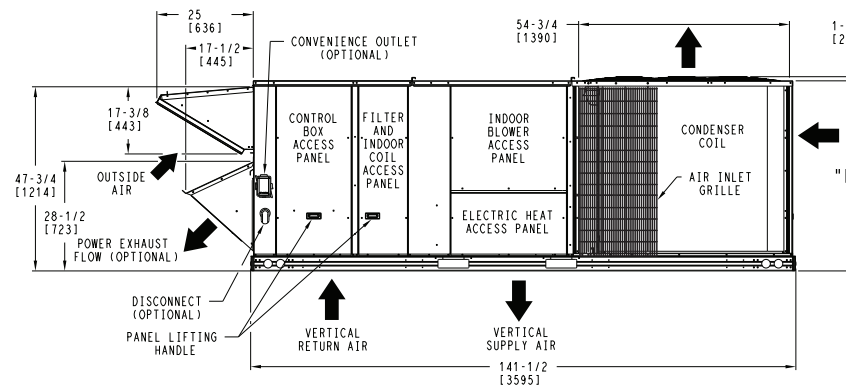 25
[636]
17-1/2
[445]
CONVENIENCE OUTLET
(OPTIONAL)
54-3/4
[1390]
1-
[2
17-3/8
[443]
47-3/4
[1214]
28-1/2
[723]
OUTSIDE
AIR
POWER EXHAUST
FLOW (OPTIONAL)
CONTROL
BOX
ACCESS
PANEL
FILTER
AND
INDOOR
COIL
ACCESS
PANEL
INDOOR
BLOWER
ACCESS
PANEL
ELECTRIC HEAT
ACCESS PANEL
CONDENSER
COIL
AIR INLET
GRILLE
DISCONNECT
(OPTIONAL)
PANEL LIFTING
HANDLE
VERTICAL
RETURN AIR
VERTICAL
SUPPLY AIR
141-1/2
[3595]